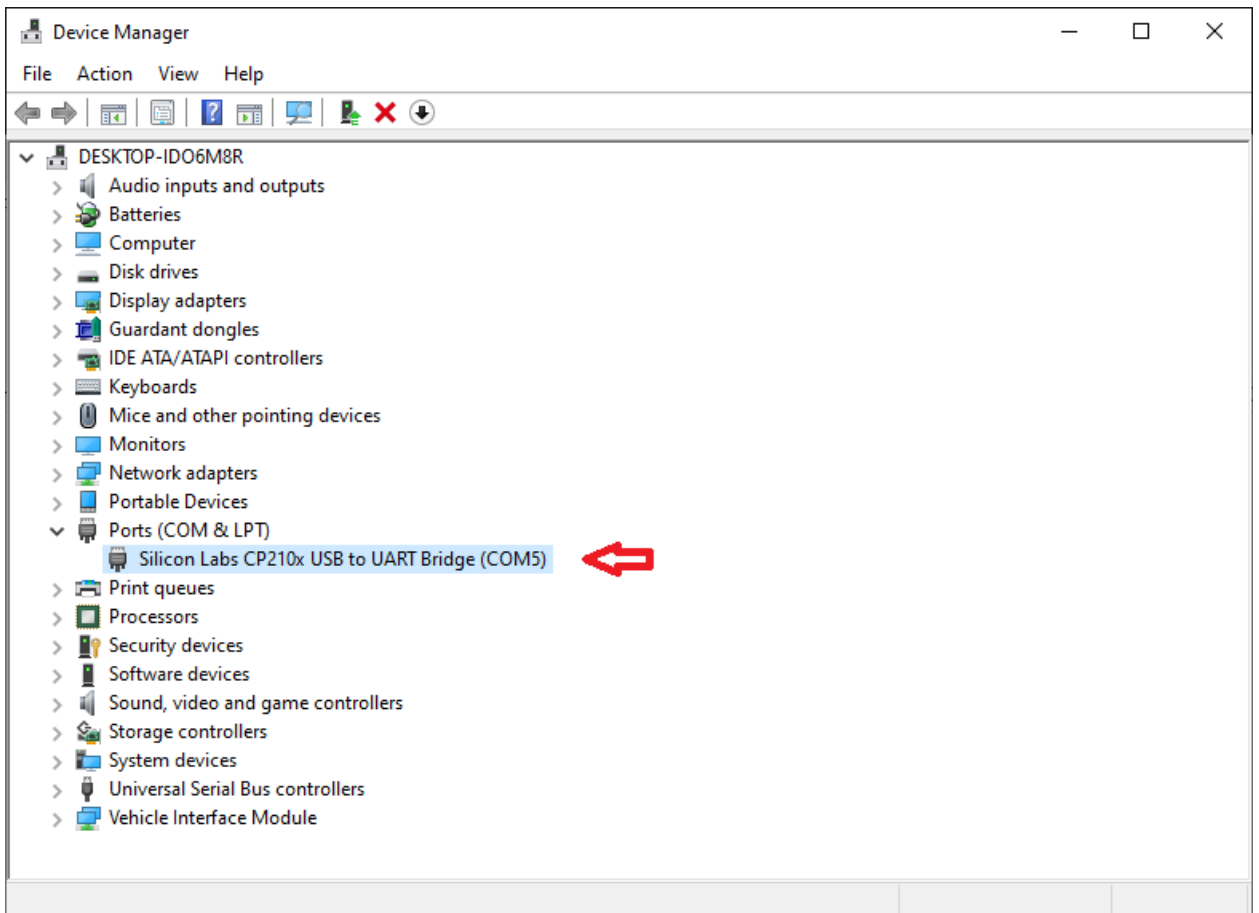 Device Manager
File Action View Help
DESKTOP-IDO6M8R
Audio inputs and outputs
Batteries
Computer
Disk drives
Display adapters
Guardant dongles
IDE ATA/ATAPI controllers
Keyboards
Mice and other pointing devices
Monitors
Network adapters
Portable Devices
Ports (COM & LPT)
Silicon Labs CP210x USB to UART Bridge (COM5)
Print queues
Processors
Security devices
Software devices
Sound, video and game controllers
Storage controllers
System devices
Universal Serial Bus controllers
Vehicle Interface Module